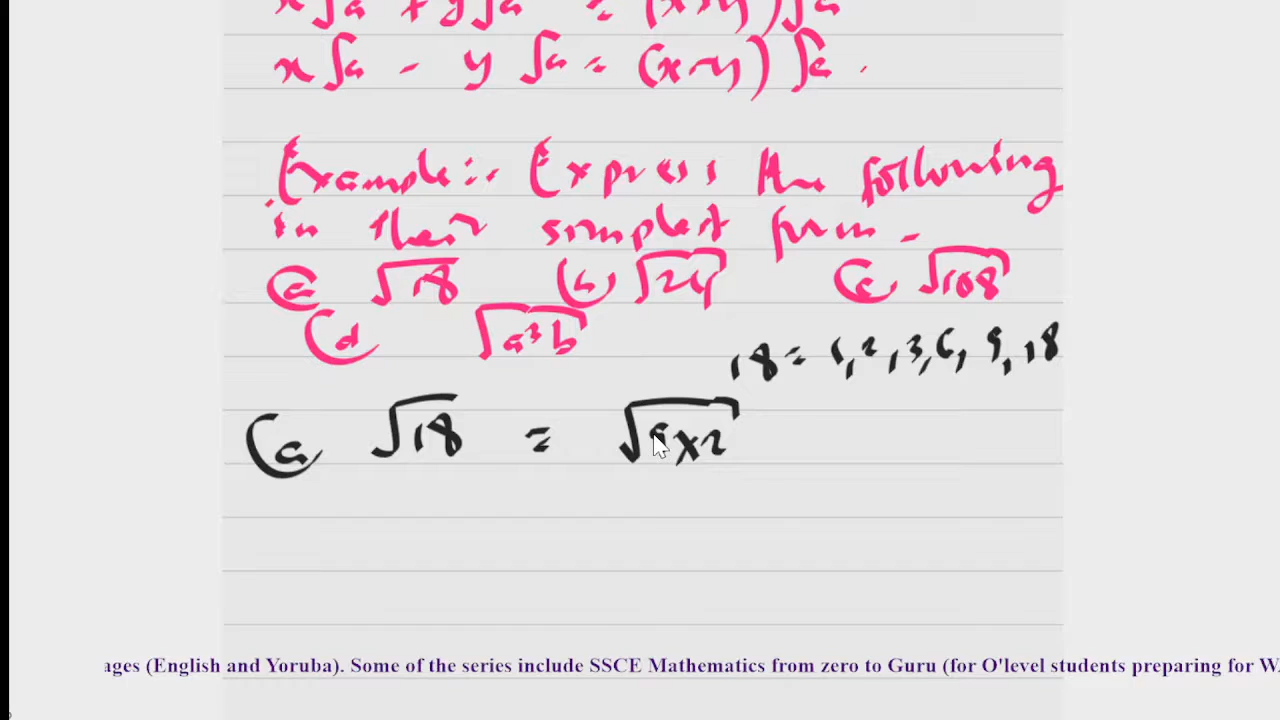 x√a + y√a = (x+y)√a
x√a - y√a = (x-y)√a.
Example:- Express the following
in their simplest form.
(a) √18 (b) √24 (c) √108
(d) √a³b
18 = 1, 2, 3, 6, 9, 18
(a) √18 = √9x2
ages (English and Yoruba). Some of the series include SSCE Mathematics from zero to Guru (for O'level students preparing for WA